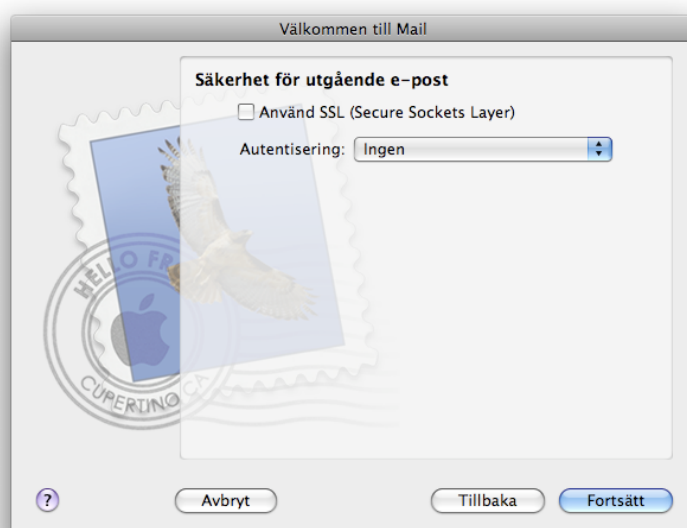 Välkommen till Mail
Säkerhet för utgående e-post
Använd SSL (Secure Sockets Layer)
Autentisering: Ingen
HELLO FR
CUPERTINO CA
? Avbryt Tillbaka Fortsätt